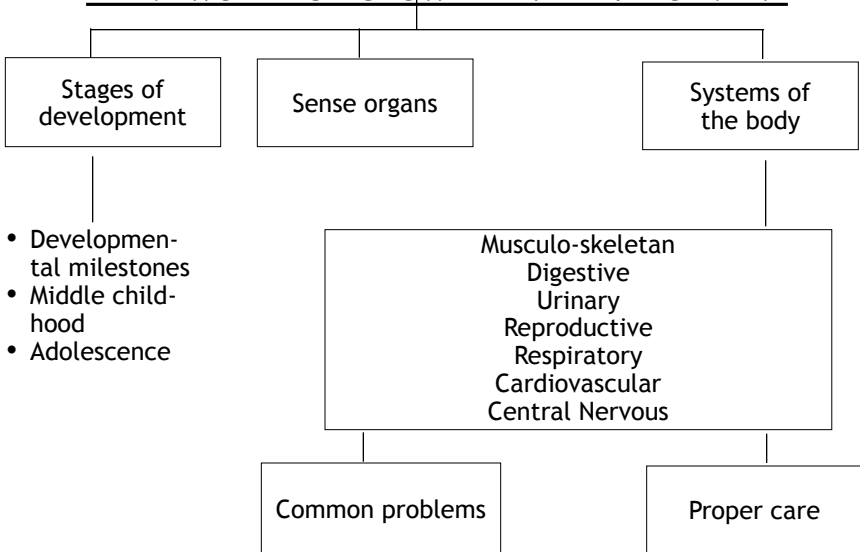 Stages of
development
Sense organs
Systems of
the body
• Developmen-
tal milestones
• Middle child-
hood
• Adolescence
Musculo-skeletan
Digestive
Urinary
Reproductive
Respiratory
Cardiovascular
Central Nervous
Common problems
Proper care